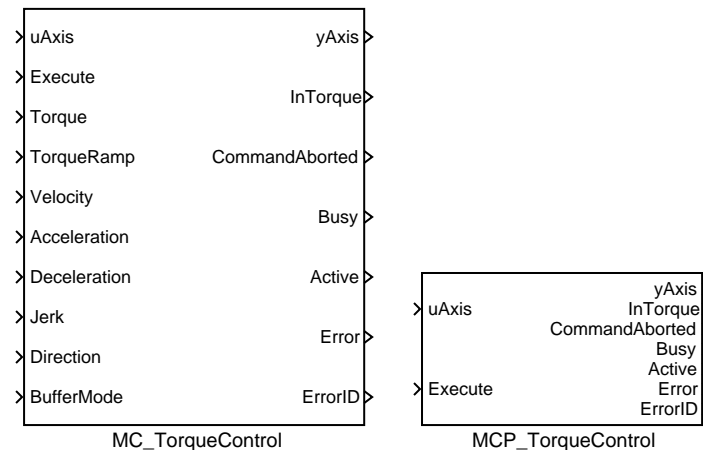 uAxis
Execute
Torque
TorqueRamp
Velocity
Acceleration
Deceleration
Jerk
Direction
BufferMode
yAxis
InTorque
CommandAborted
Busy
Active
Error
ErrorID
MC_TorqueControl
uAxis
Execute
yAxis
InTorque
CommandAborted
Busy
Active
Error
ErrorID
MCP_TorqueControl